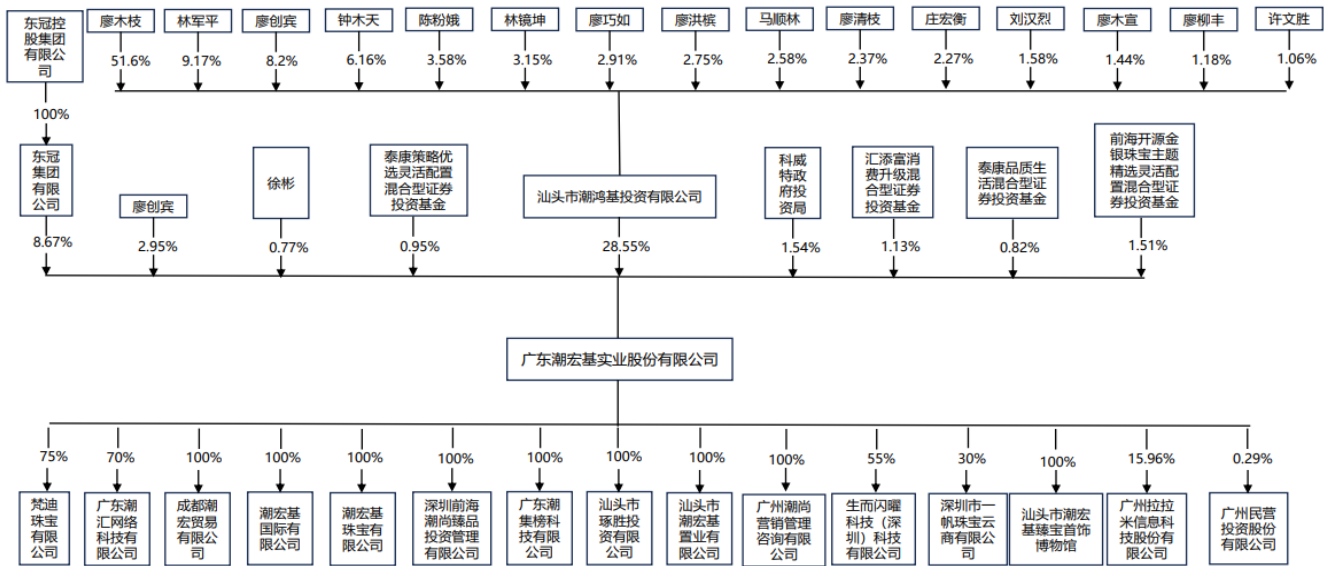 东冠控
股集团
有限公
司
廖木枝
林军平
廖创宾
钟木天
陈粉娥
林镜坤
廖巧如
廖洪槟
马顺林
廖清枝
庄宏衡
刘汉烈
廖木宣
廖柳丰
许文胜
51.6%
9.17%
8.2%
6.16%
3.58%
3.15%
2.91%
2.75%
2.58%
2.37%
2.27%
1.58%
1.44%
1.18%
1.06%
100%
东冠
集团
有限
公司
廖创宾
徐彬
泰康策略优
选灵活配置
混合型证券
投资基金
汕头市潮鸿基投资有限公司
科威
特政
府投
资局
汇添富消
费升级混
合型证券
投资基金
泰康品质生
活混合型证
券投资基金
前海开源金
银珠宝主题
精选灵活配
置混合型证
券投资基金
8.67%
2.95%
0.77%
0.95%
28.55%
1.54%
1.13%
0.82%
1.51%
广东潮宏基实业股份有限公司
75%
70%
100%
100%
100%
100%
100%
100%
100%
100%
55%
30%
100%
15.96%
0.29%
梵迪
珠宝
有限
公司
广东潮
汇网络
科技有
限公司
成都潮
宏贸易
有限公
司
潮宏基
国际有
限公司
潮宏基
珠宝有
限公司
深圳前海
潮尚臻品
投资管理
有限公司
广东潮
集榜科
技有限
公司
汕头市
琢胜投
资有限
公司
汕头市
潮宏基
置业有
限公司
广州潮尚
营销管理
咨询有限
公司
生而闪曜
科技（深
圳）科技
有限公司
深圳市一
帆珠宝云
商有限公
司
汕头市潮宏
基臻宝首饰
博物馆
广州拉拉
米信息科
技股份有
限公司
广州民营
投资股份
有限公司